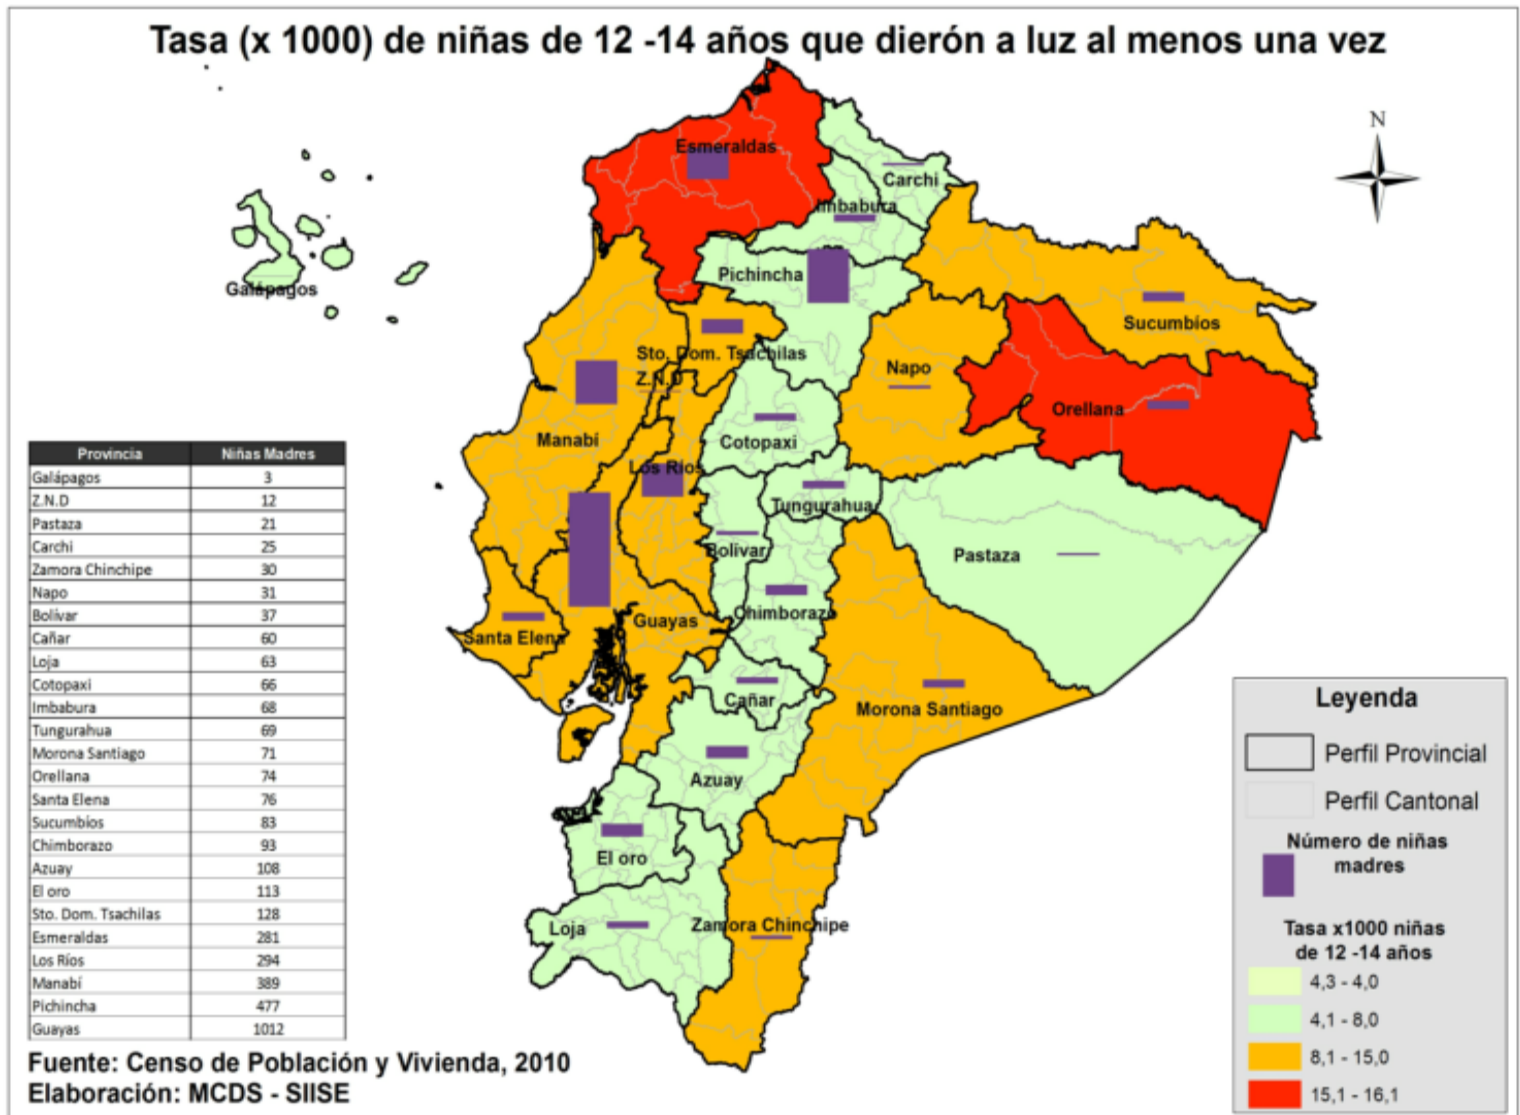 Tasa (x 1000) de niñas de 12 -14 años que dierón a luz al menos una vez
N
Esmeraldas
Carchi
Imbabura
Galápagos
Pichincha
Sucumbíos
Sto. Dom. Tsachilas
Napo
Z.N.D
Orellana
Manabí
Cotopaxi
Los Ríos
Tungurahua
Bolívar
Pastaza
Chimborazo
Guayas
Santa Elena
Cañar
Morona Santiago
Azuay
El oro
Loja
Zamora Chinchipe
Provincia Niñas Madres
Galápagos 3
Z.N.D 12
Pastaza 21
Carchi 25
Zamora Chinchipe 30
Napo 31
Bolívar 37
Cañar 60
Loja 63
Cotopaxi 66
Imbabura 68
Tungurahua 69
Morona Santiago 71
Orellana 74
Santa Elena 76
Sucumbíos 83
Chimborazo 93
Azuay 108
El oro 113
Sto. Dom. Tsachilas 128
Esmeraldas 281
Los Ríos 294
Manabí 389
Pichincha 477
Guayas 1012
Leyenda
Perfil Provincial
Perfil Cantonal
Número de niñas
madres
Tasa x1000 niñas
de 12 -14 años
4,3 - 4,0
4,1 - 8,0
8,1 - 15,0
15,1 - 16,1
Fuente: Censo de Población y Vivienda, 2010
Elaboración: MCDS - SIISE